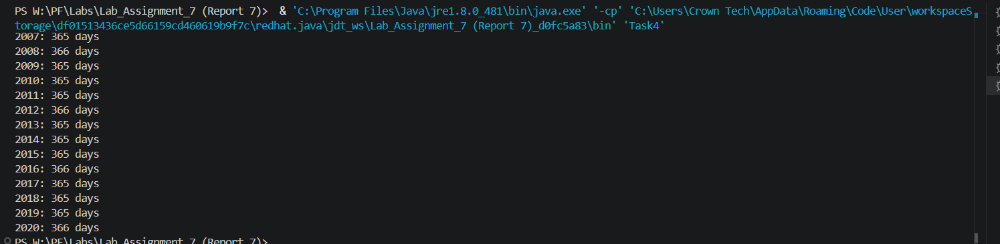 PS W:\PF\Labs\Lab_Assignment_7 (Report 7)>  & 'C:\Program Files\Java\jre1.8.0_481\bin\java.exe' '-cp' 'C:\Users\Crown Tech\AppData\Roaming\Code\User\workspaceS
torage\df01513436ce5d66159cd460619b9f7c\redhat.java\jdt_ws\Lab_Assignment_7 (Report 7)_d0fc5a83\bin' 'Task4'
2007: 365 days
2008: 366 days
2009: 365 days
2010: 365 days
2011: 365 days
2012: 366 days
2013: 365 days
2014: 365 days
2015: 365 days
2016: 366 days
2017: 365 days
2018: 365 days
2019: 365 days
2020: 366 days
PS W:\PF\Labs\Lab_Assignment_7 (Report 7)>